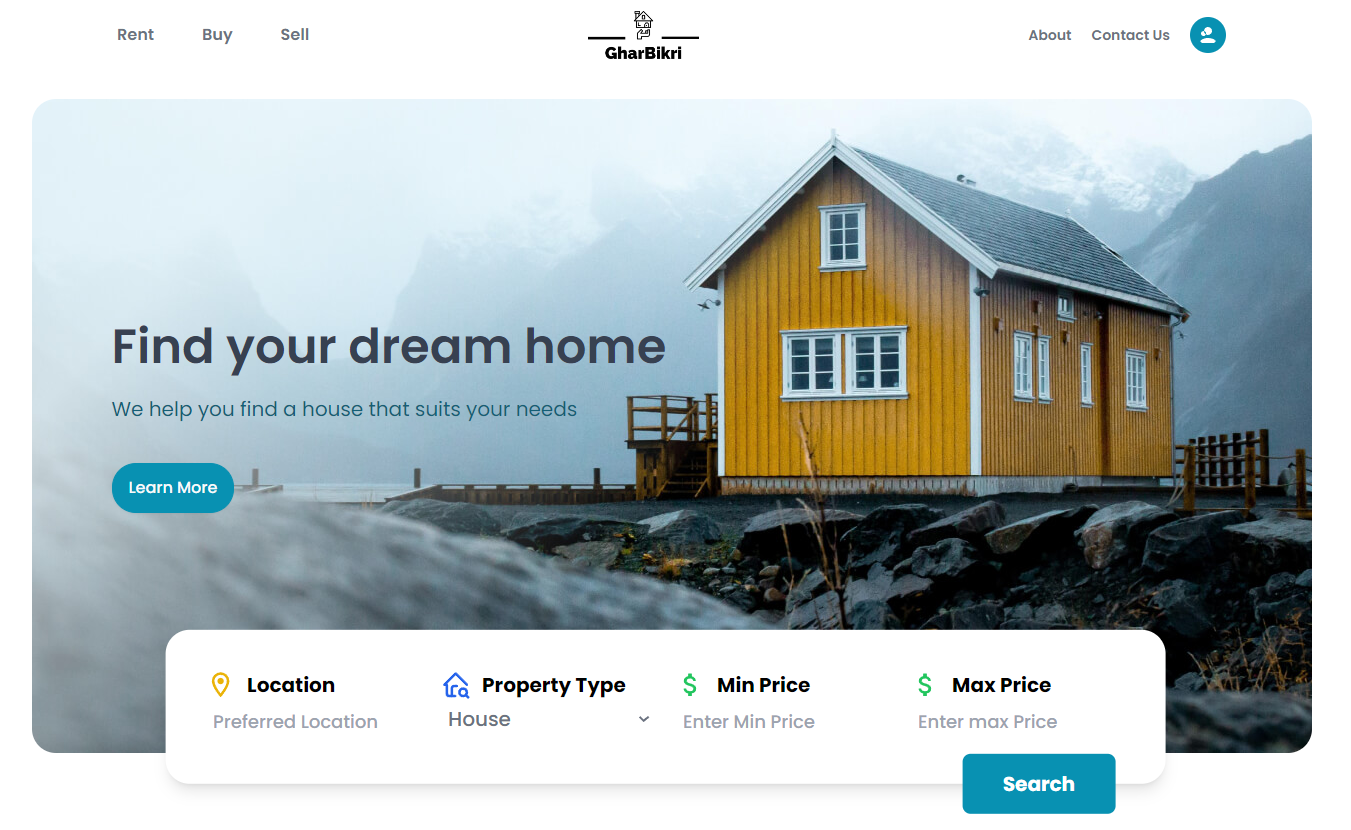 Rent Buy Sell
GharBikri
About Contact Us
Find your dream home
We help you find a house that suits your needs
Learn More
Location
Preferred Location
Property Type
House
Min Price
Enter Min Price
Max Price
Enter max Price
Search